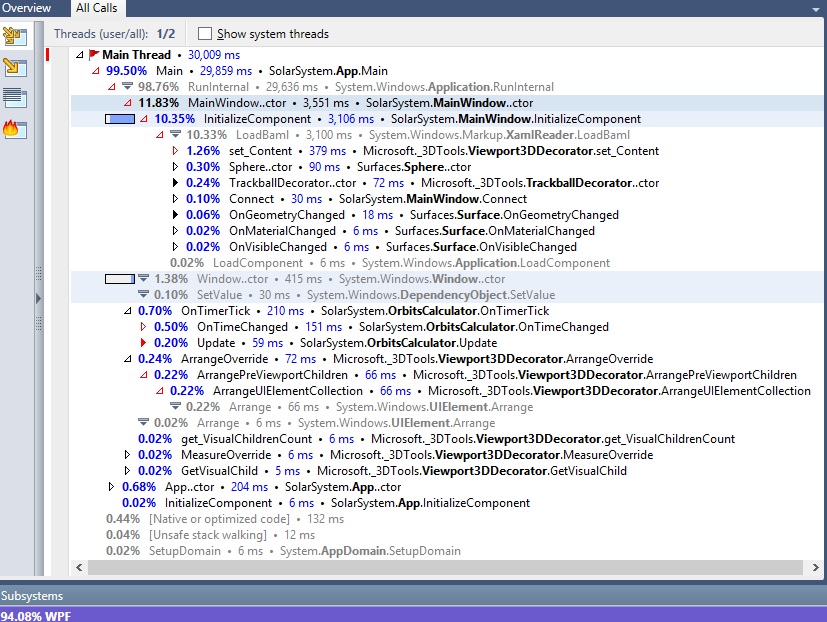 Overview All Calls
Threads (user/all): 1/2 Show system threads
Main Thread • 30,009 ms
99.50% Main • 29,859 ms • SolarSystem.App.Main
98.76% RunInternal • 29,636 ms • System.Windows.Application.RunInternal
11.83% MainWindow..ctor • 3,551 ms • SolarSystem.MainWindow..ctor
10.35% InitializeComponent • 3,106 ms • SolarSystem.MainWindow.InitializeComponent
10.33% LoadBaml • 3,100 ms • System.Windows.Markup.XamlReader.LoadBaml
1.26% set_Content • 379 ms • Microsoft._3DTools.Viewport3DDecorator.set_Content
0.30% Sphere..ctor • 90 ms • Surfaces.Sphere..ctor
0.24% TrackballDecorator..ctor • 72 ms • Microsoft._3DTools.TrackballDecorator..ctor
0.10% Connect • 30 ms • SolarSystem.MainWindow.Connect
0.06% OnGeometryChanged • 18 ms • Surfaces.Surface.OnGeometryChanged
0.02% OnMaterialChanged • 6 ms • Surfaces.Surface.OnMaterialChanged
0.02% OnVisibleChanged • 6 ms • Surfaces.Surface.OnVisibleChanged
0.02% LoadComponent • 6 ms • System.Windows.Application.LoadComponent
1.38% Window..ctor • 415 ms • System.Windows.Window..ctor
0.10% SetValue • 30 ms • System.Windows.DependencyObject.SetValue
0.70% OnTimerTick • 210 ms • SolarSystem.OrbitsCalculator.OnTimerTick
0.50% OnTimeChanged • 151 ms • SolarSystem.OrbitsCalculator.OnTimeChanged
0.20% Update • 59 ms • SolarSystem.OrbitsCalculator.Update
0.24% ArrangeOverride • 72 ms • Microsoft._3DTools.Viewport3DDecorator.ArrangeOverride
0.22% ArrangePreViewportChildren • 66 ms • Microsoft._3DTools.Viewport3DDecorator.ArrangePreViewportChildren
0.22% ArrangeUIElementCollection • 66 ms • Microsoft._3DTools.Viewport3DDecorator.ArrangeUIElementCollection
0.22% Arrange • 66 ms • System.Windows.UIElement.Arrange
0.02% Arrange • 6 ms • System.Windows.UIElement.Arrange
0.02% get_VisualChildrenCount • 6 ms • Microsoft._3DTools.Viewport3DDecorator.get_VisualChildrenCount
0.02% MeasureOverride • 6 ms • Microsoft._3DTools.Viewport3DDecorator.MeasureOverride
0.02% GetVisualChild • 5 ms • Microsoft._3DTools.Viewport3DDecorator.GetVisualChild
0.68% App..ctor • 204 ms • SolarSystem.App..ctor
0.02% InitializeComponent • 6 ms • SolarSystem.App.InitializeComponent
0.44% [Native or optimized code] • 132 ms
0.04% [Unsafe stack walking] • 12 ms
0.02% SetupDomain • 6 ms • System.AppDomain.SetupDomain
Subsystems
94.08% WPF